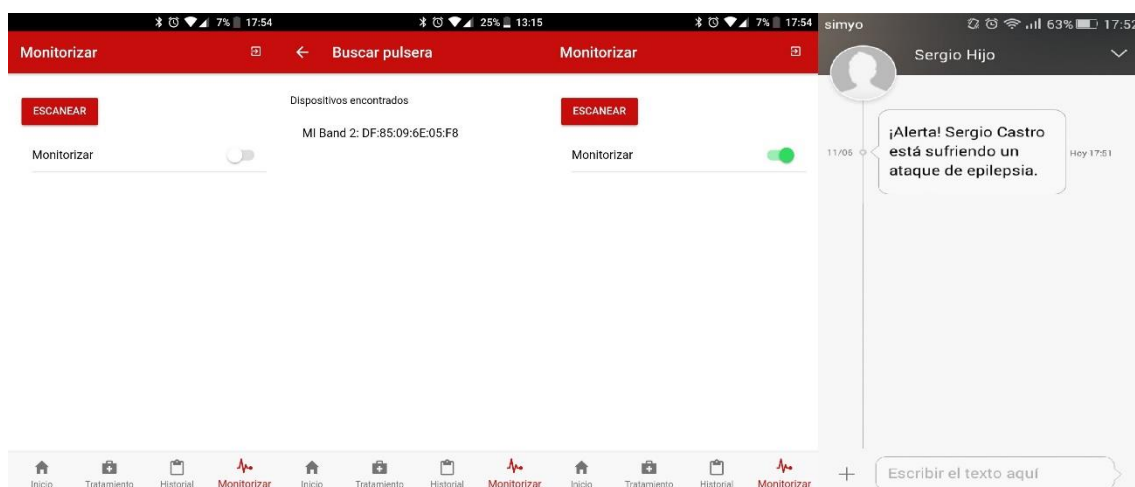 7% 17:54
Monitorizar
ESCANEAR
Monitorizar
Inicio Tratamiento Historial Monitorizar
25% 13:15
Buscar pulsera
Dispositivos encontrados
MI Band 2: DF:85:09:6E:05:F8
Inicio Tratamiento Historial Monitorizar
7% 17:54
Monitorizar
ESCANEAR
Monitorizar
Inicio Tratamiento Historial Monitorizar
simyo 63% 17:52
Sergio Hijo
¡Alerta! Sergio Castro
11/06 está sufriendo un Hoy 17:51
ataque de epilepsia.
Escribir el texto aquí